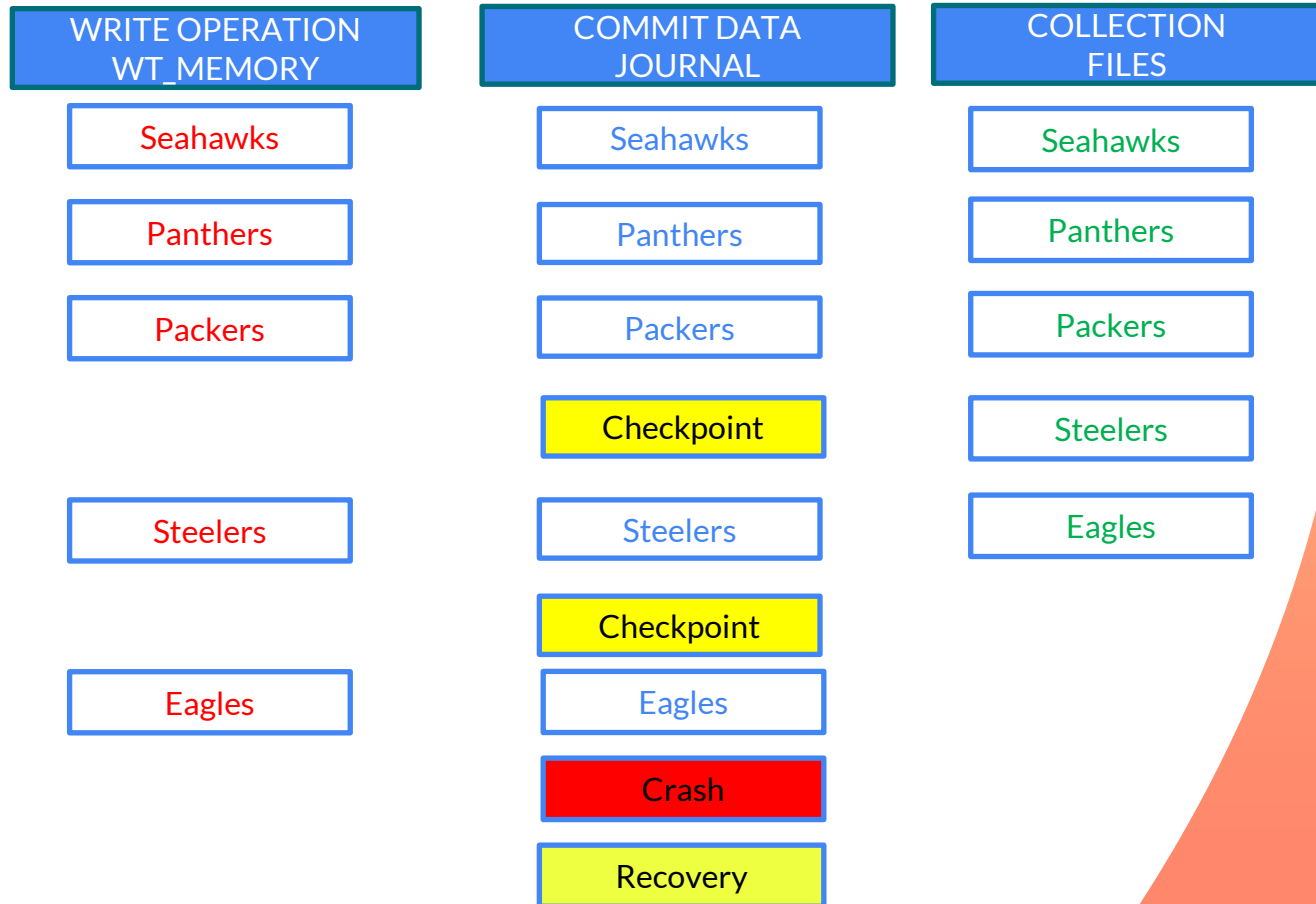 WRITE OPERATION
WT_MEMORY
COMMIT DATA
JOURNAL
COLLECTION
FILES
Seahawks
Seahawks
Seahawks
Panthers
Panthers
Panthers
Packers
Packers
Packers
Checkpoint
Steelers
Steelers
Steelers
Eagles
Checkpoint
Eagles
Eagles
Crash
Recovery